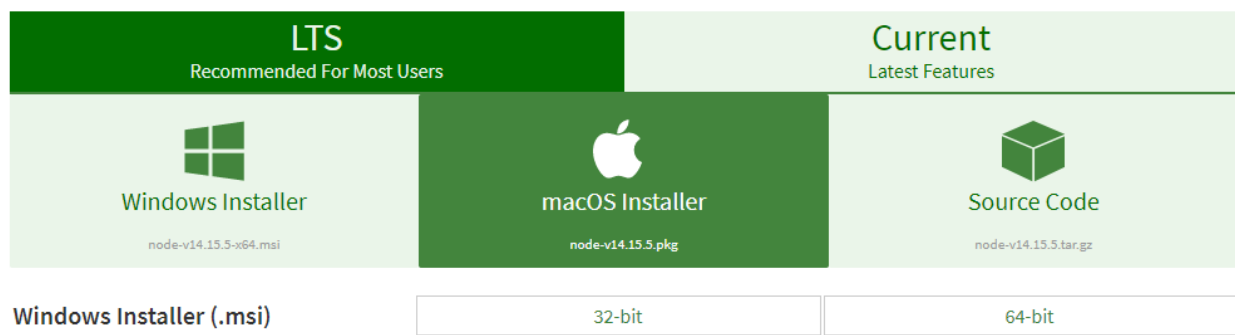 LTS
Recommended For Most Users
Current
Latest Features
Windows Installer
node-v14.15.5-x64.msi
macOS Installer
node-v14.15.5.pkg
Source Code
node-v14.15.5.tar.gz
Windows Installer (.msi)
32-bit
64-bit